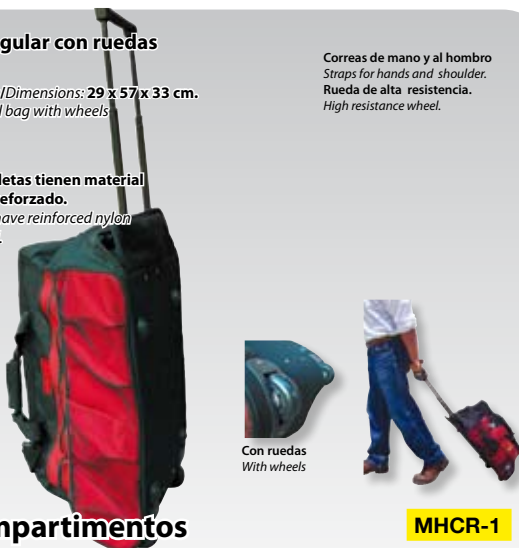 gular con ruedas
/Dimensions: 29 x 57 x 33 cm.
l bag with wheels
letas tienen material
eforzado.
have reinforced nylon
Correas de mano y al hombro
Straps for hands and shoulder.
Rueda de alta resistencia.
High resistance wheel.
Con ruedas
With wheels
mpartimentos
MHCR-1